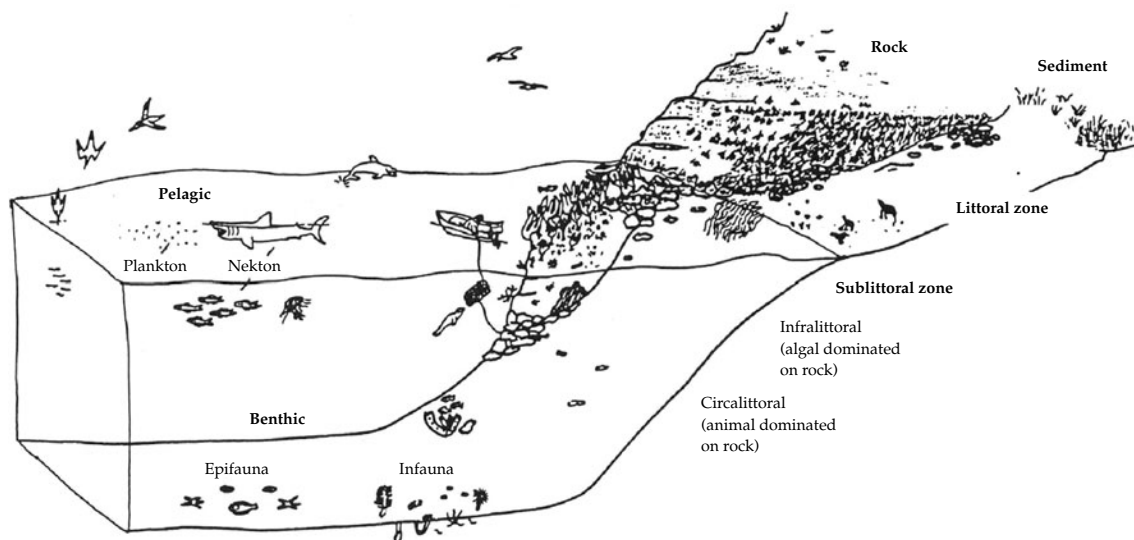 Rock
Sediment
Pelagic
Littoral zone
Plankton
Nekton
Sublittoral zone
Infralittoral
(algal dominated
on rock)
Circalittoral
(animal dominated
on rock)
Benthic
Epifauna
Infauna